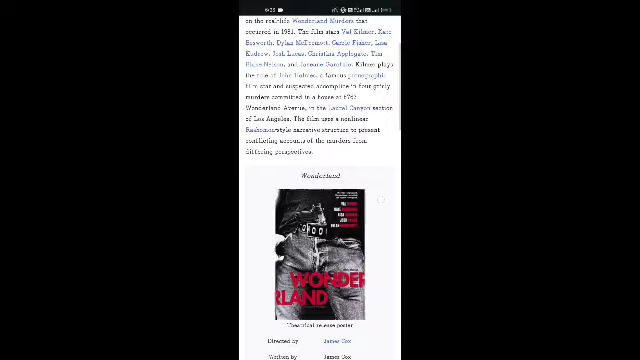 on the real-life Wonderland Murders that
occurred in 1981. The film stars Val Kilmer, Kate
Bosworth, Dylan McDermott, Carrie Fisher, Lisa
Kudrow, Josh Lucas, Christina Applegate, Tim
Blake Nelson, and Janeane Garofalo. Kilmer plays
the role of John Holmes, a famous pornographic
film star and suspected accomplice in four grisly
murders committed in a house at 8763
Wonderland Avenue, in the Laurel Canyon section
of Los Angeles. The film uses a nonlinear
Rashomon-style narrative structure to present
conflicting accounts of the murders from
differing perspectives.
Wonderland
WONDER
LAND
Theatrical release poster
Directed by James Cox
Written by James Cox